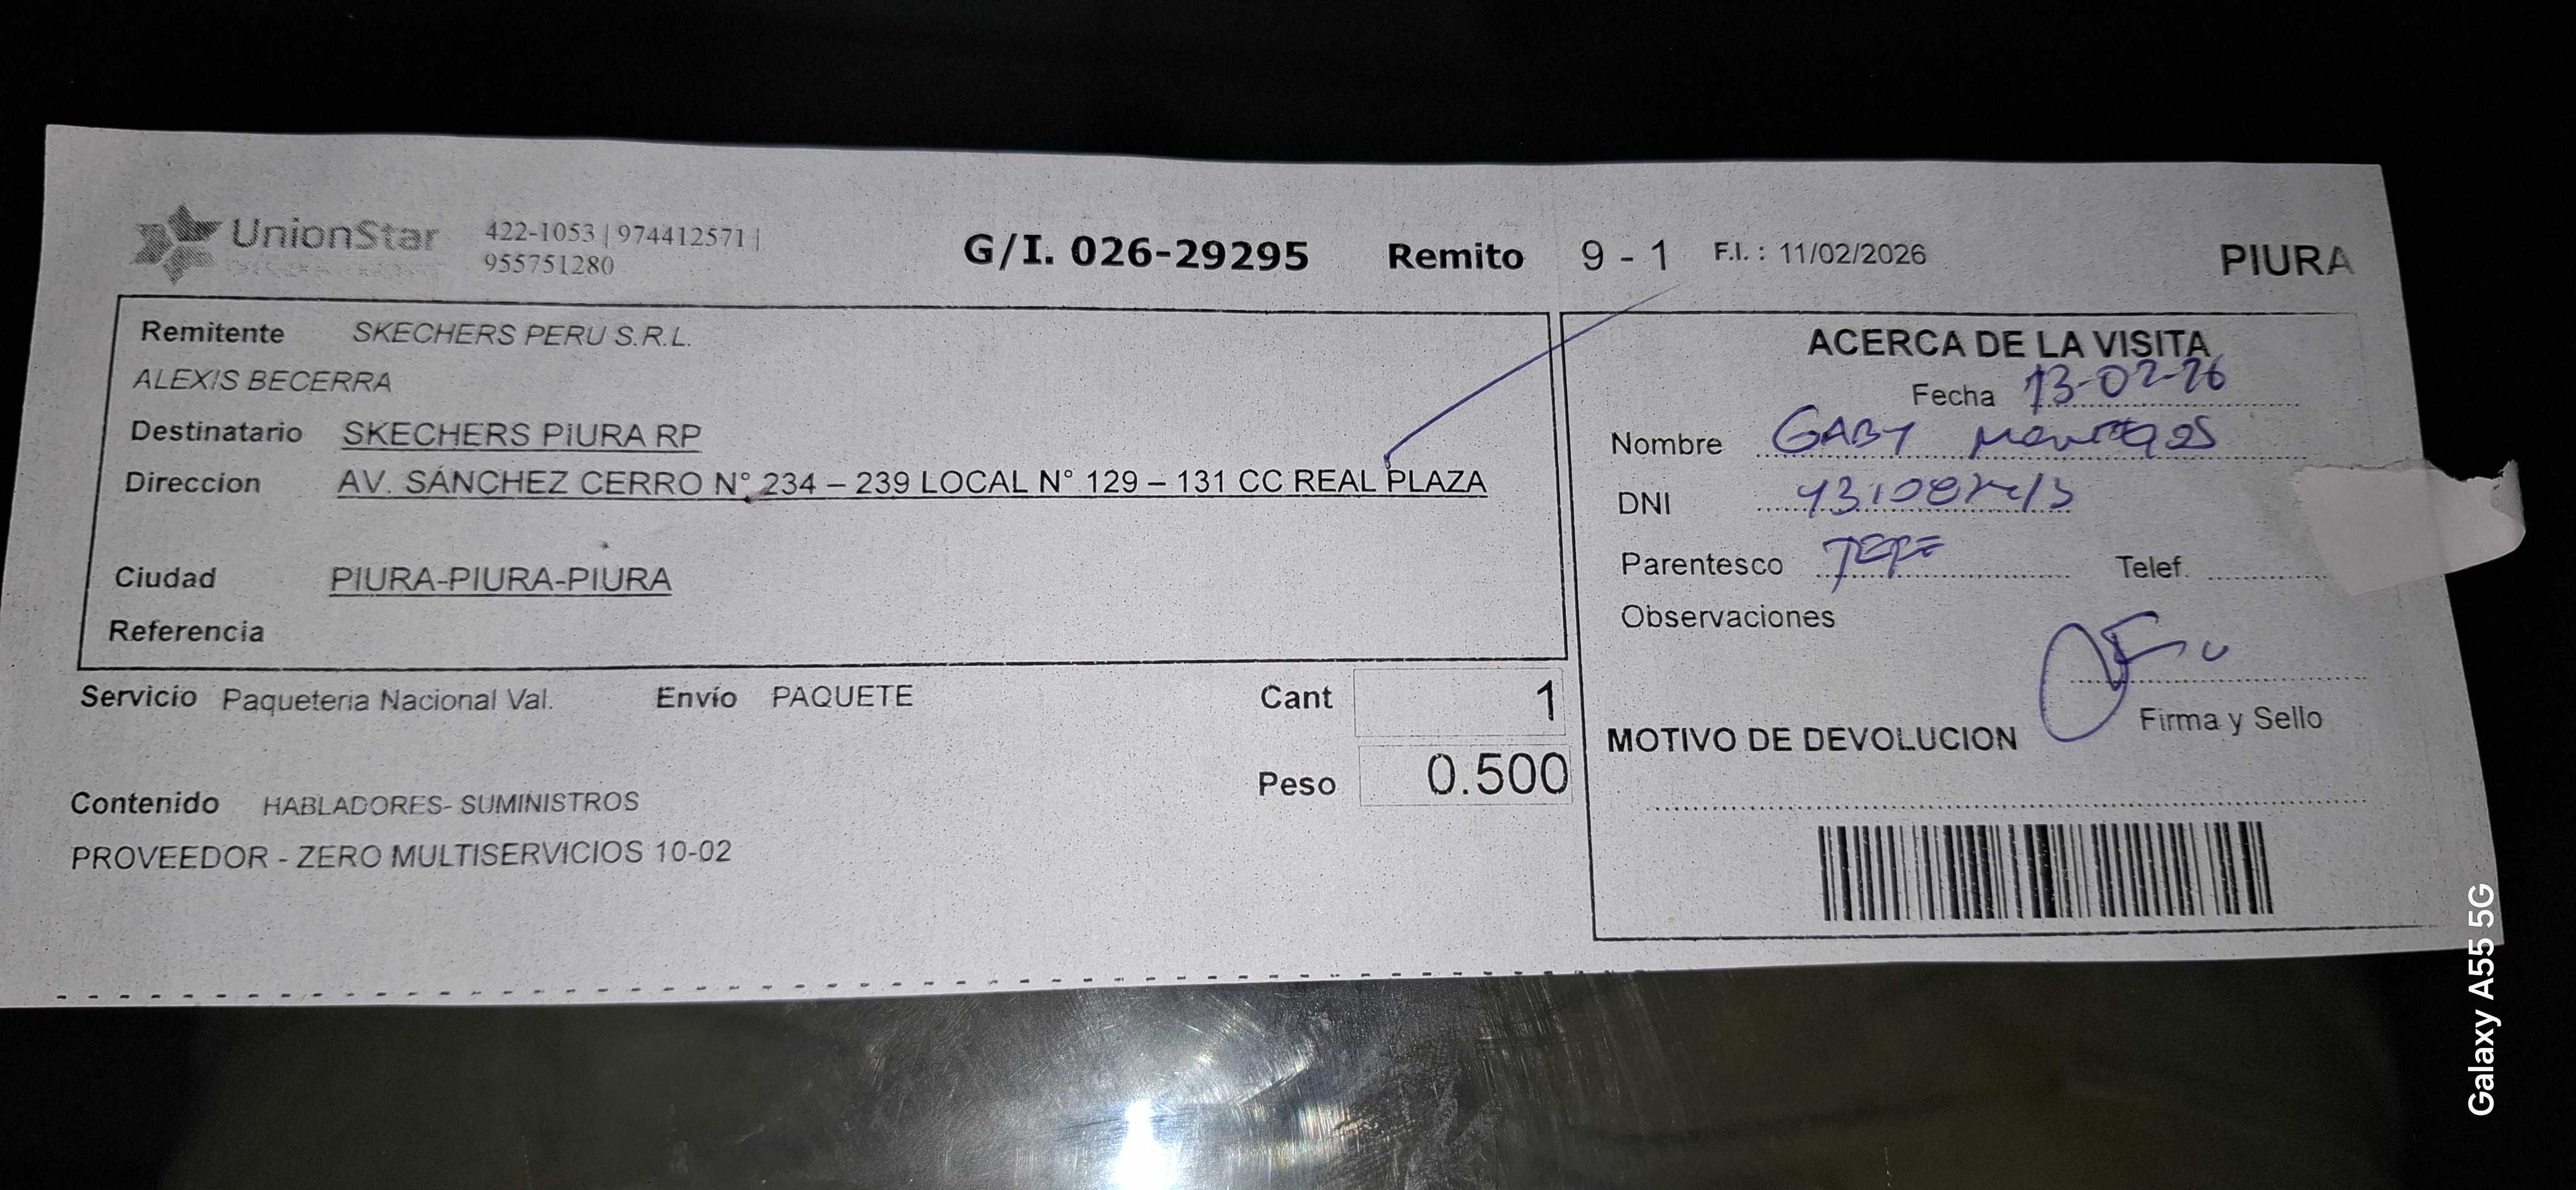 UnionStar
422-1053 | 974412571 |
955751280
G/I. 026-29295 Remito 9 - 1 F.I. : 11/02/2026 PIURA
Remitente SKECHERS PERU S.R.L.
ALEXIS BECERRA
Destinatario SKECHERS PIURA RP
Direccion AV. SÁNCHEZ CERRO N° 234 – 239 LOCAL N° 129 – 131 CC REAL PLAZA
Ciudad PIURA-PIURA-PIURA
Referencia
Servicio Paqueteria Nacional Val. Envío PAQUETE Cant 1
Peso 0.500
Contenido HABLADORES- SUMINISTROS
PROVEEDOR - ZERO MULTISERVICIOS 10-02
ACERCA DE LA VISITA
Fecha 13-02-26
Nombre GABY
DNI
Parentesco JEFE Telef.
Observaciones
Firma y Sello
MOTIVO DE DEVOLUCION
Galaxy A55 5G